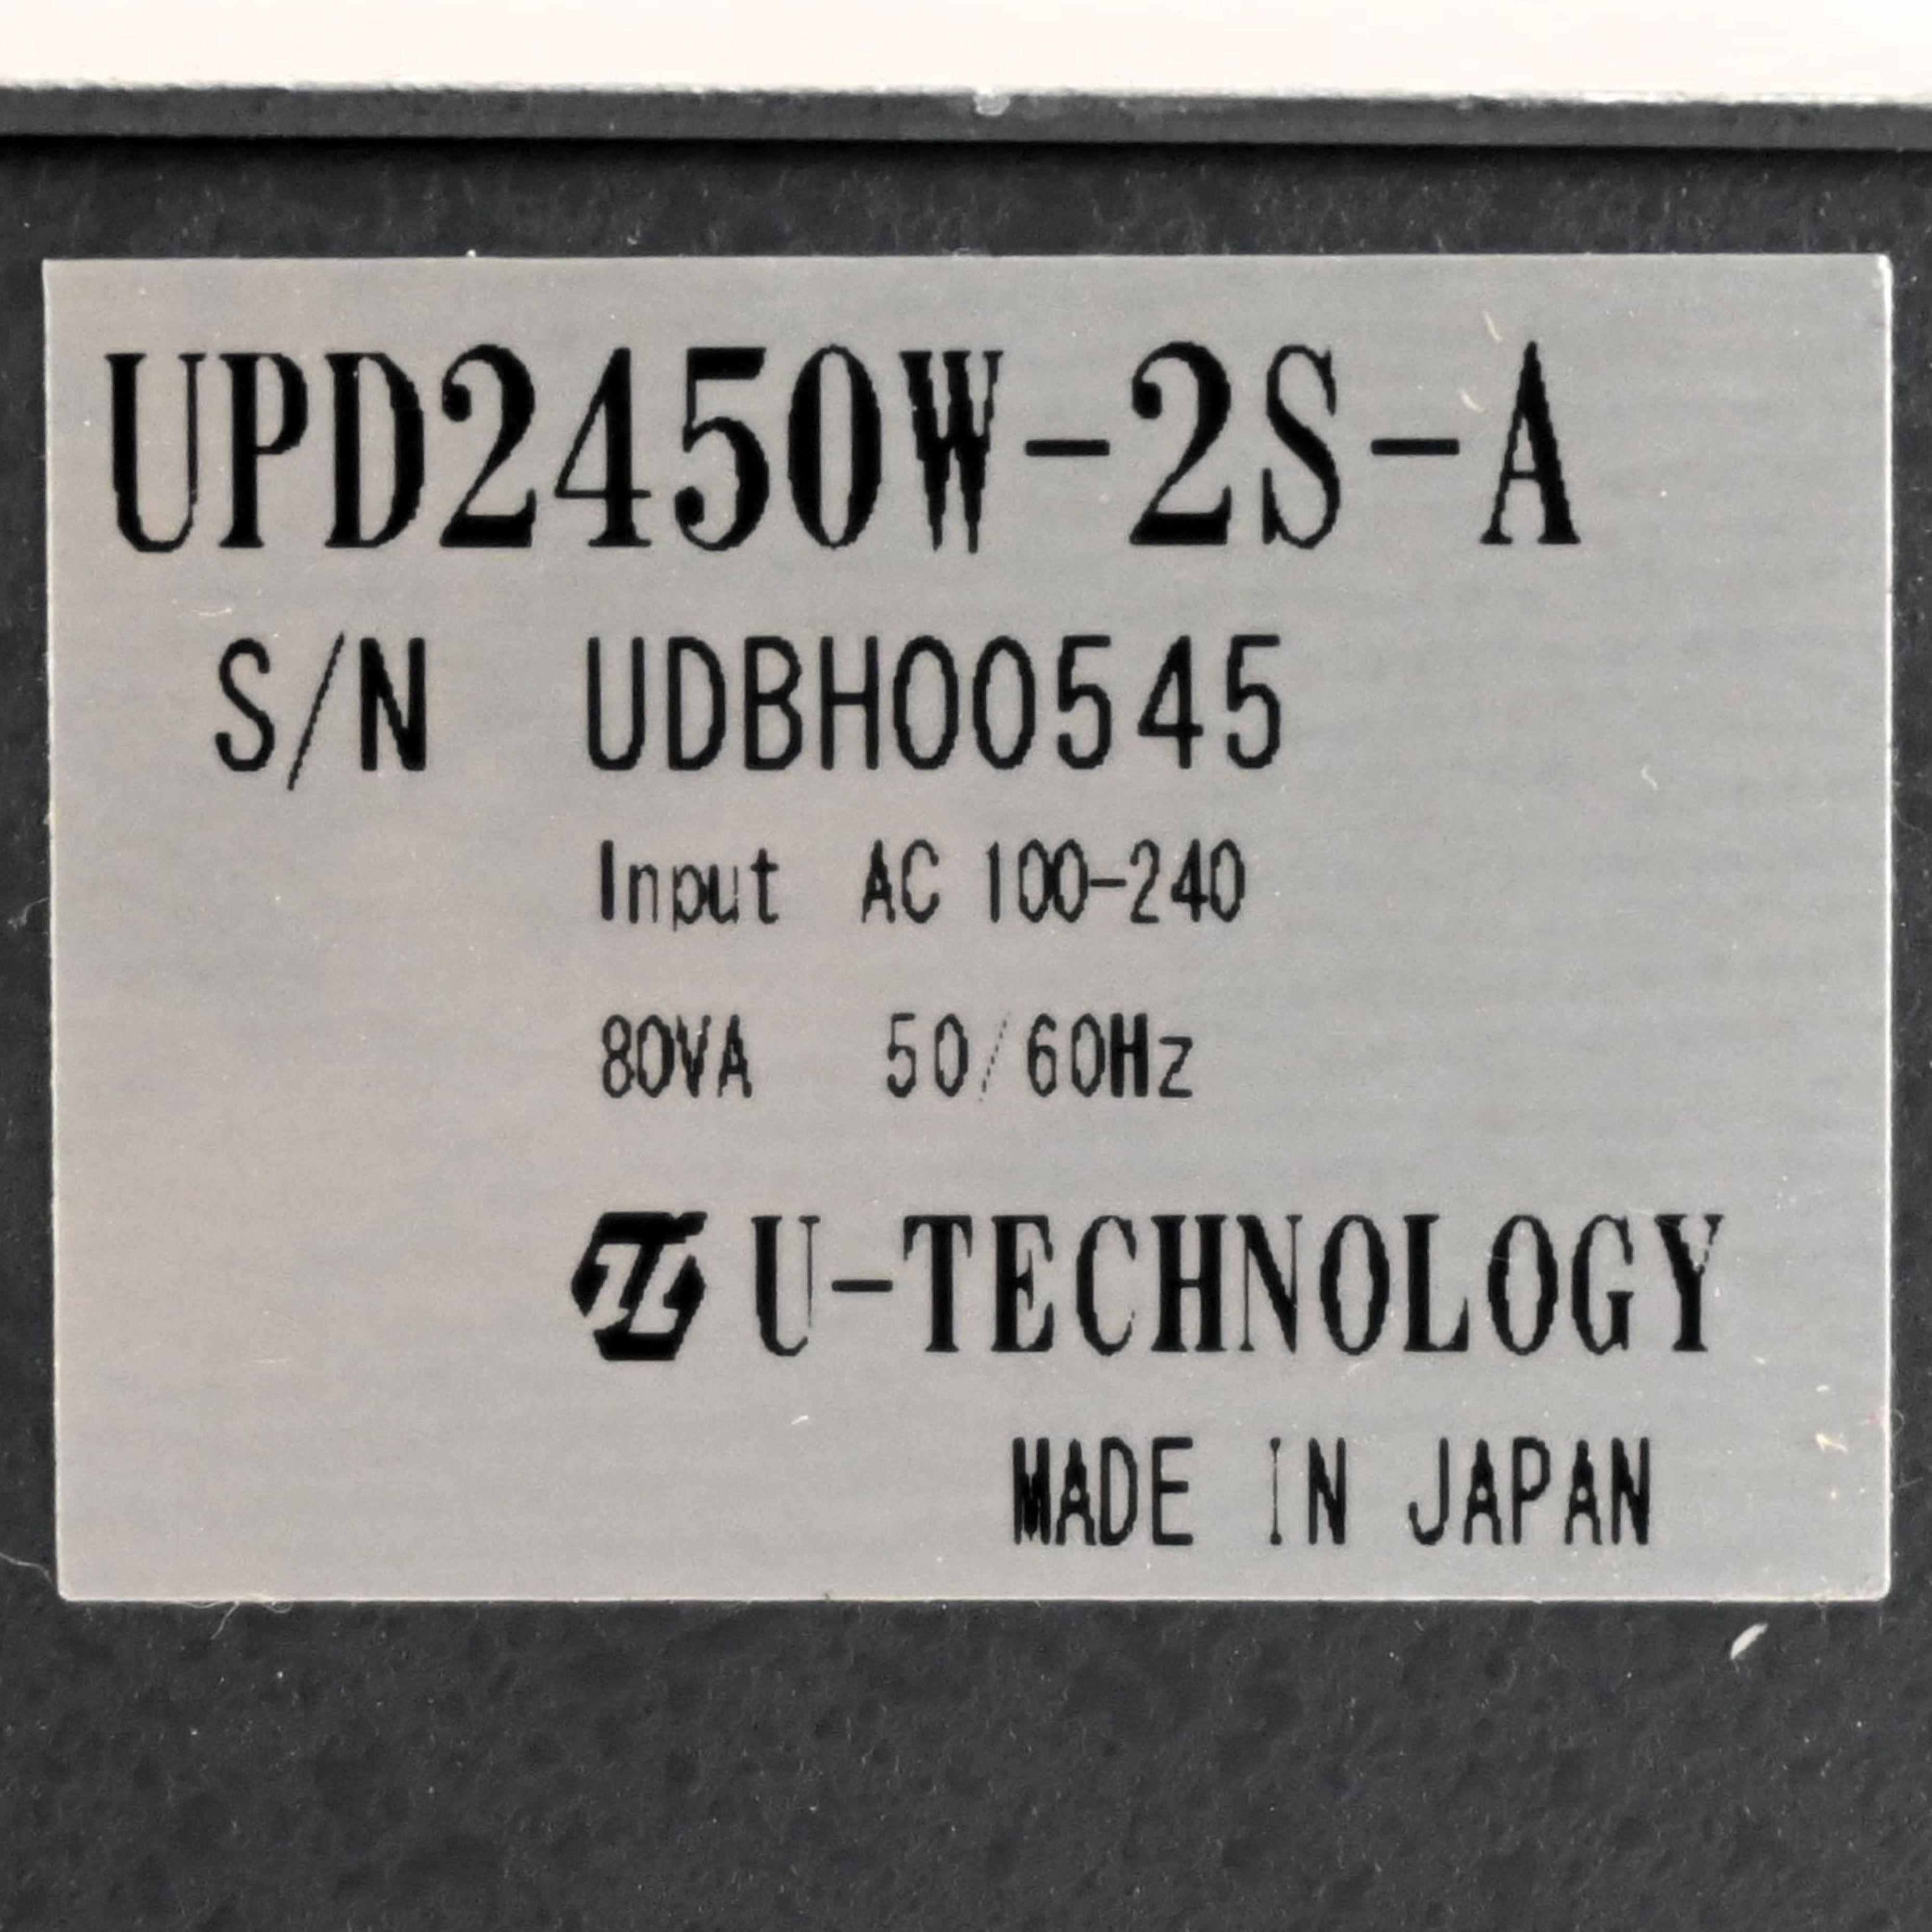 UPD2450W-2S-A
S/N UDBH00545
Input AC 100-240
80VA 50/60Hz
U-TECHNOLOGY
MADE IN JAPAN